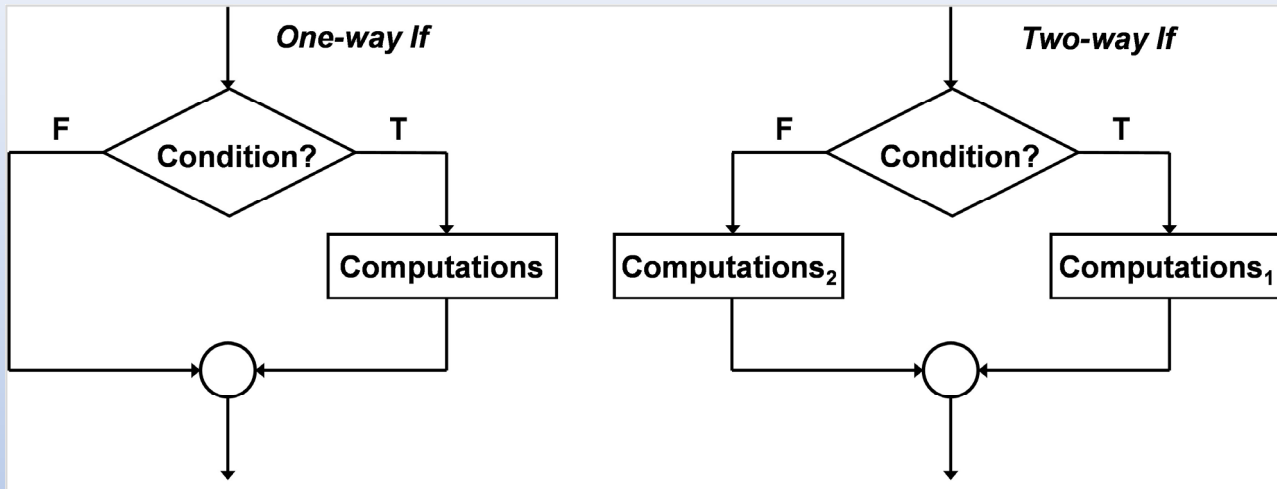 One-way If
F
T
Condition?
Computations
Two-way If
F
T
Condition?
Computations₂
Computations₁